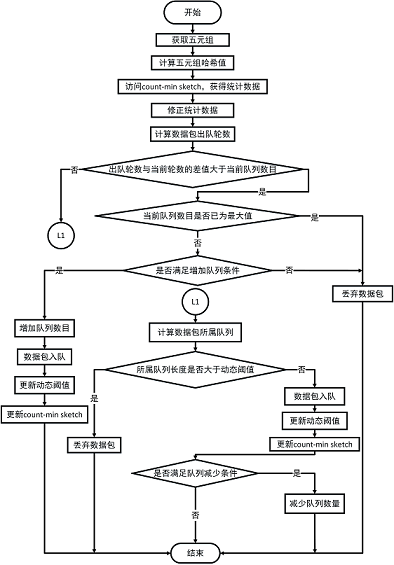 开始
获取五元组
计算五元组哈希值
访问count-min sketch，获得统计数据
修正统计数据
计算数据包出队轮数
出队轮数与当前轮数的差值大于当前队列数目
否
是
L1
当前队列数目是否已为最大值
是
否
是否满足增加队列条件
是
否
丢弃数据包
L1
增加队列数目
计算数据包所属队列
数据包入队
所属队列长度是否大于动态阈值
否
更新动态阈值
是
数据包入队
更新count-min sketch
更新动态阈值
丢弃数据包
更新count-min sketch
是否满足队列减少条件
是
否
减少队列数量
结束